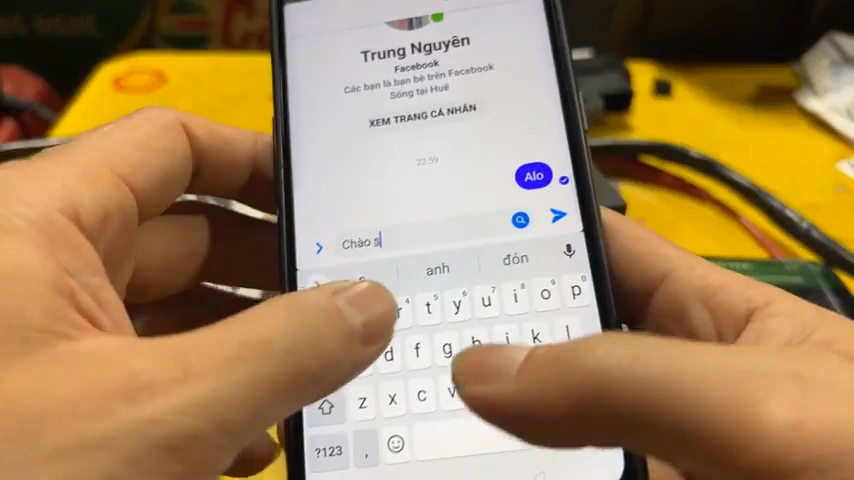 Trung Nguyên
Facebook
Các bạn là bạn bè trên Facebook
Sống tại Huế
XEM TRANG CÁ NHÂN
22:59
Alo
Chào s
anh đón
r t y u i o p
d f g h j k l
z x c v
?123 ,